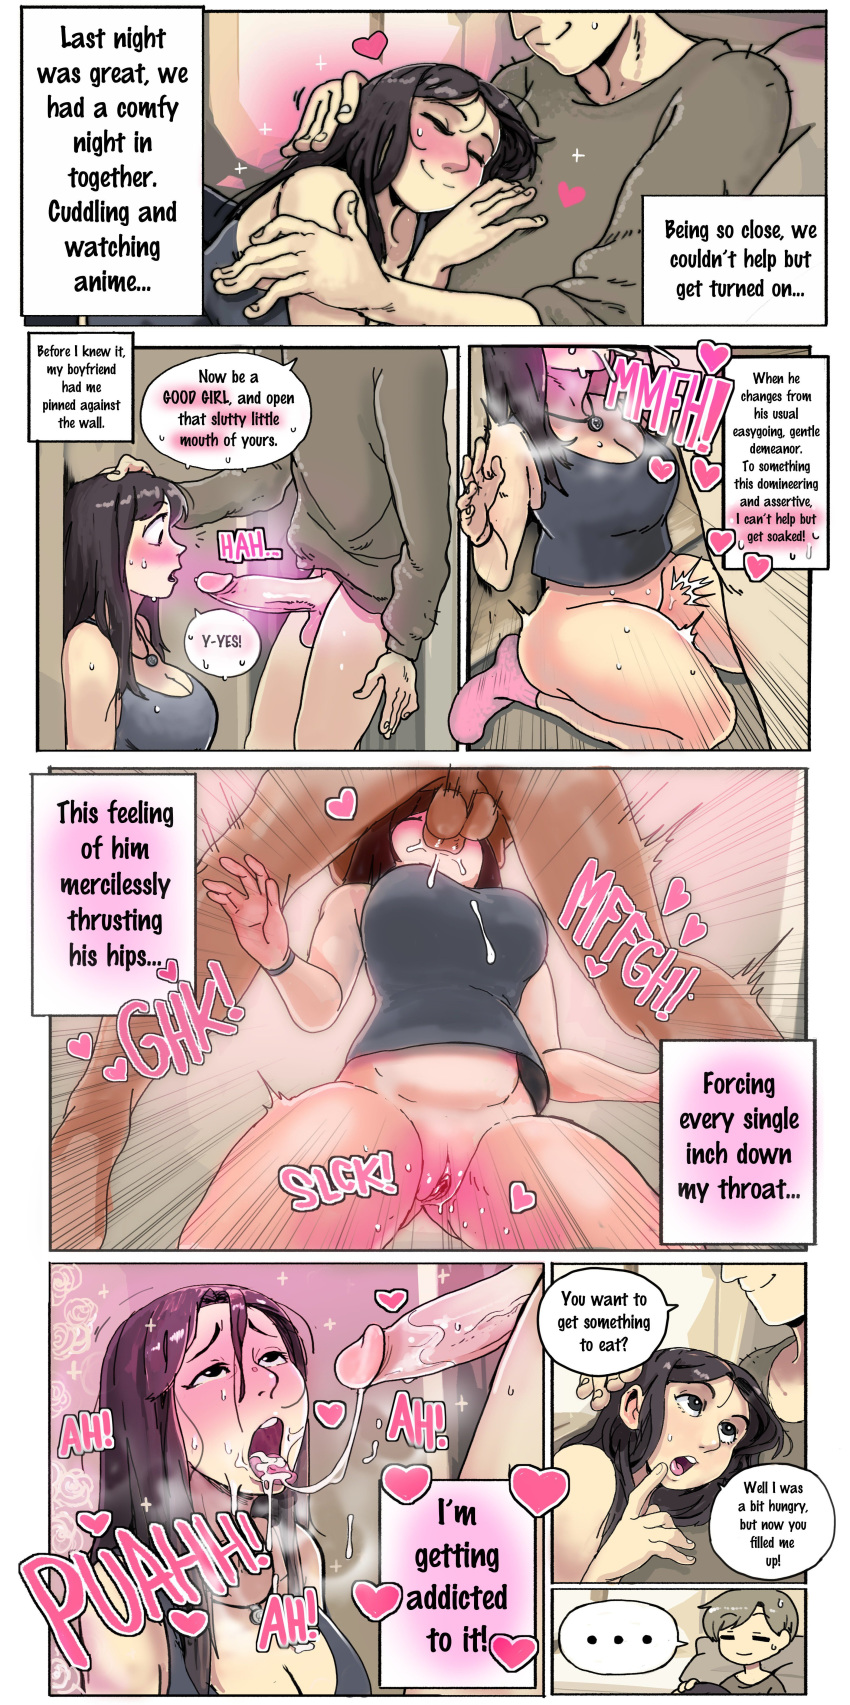 Last night
was great, we
had a comfy
night in
together.
Cuddling and
watching
anime...
Being so close, we
couldn't help but
get turned on...
Before I knew it,
my boyfriend
had me
pinned against
the wall.
Now be a
GOOD GIRL, and open
that slutty little
mouth of yours.
HAH...
Y-YES!
MMFH!
When he
changes from
his usual
easygoing, gentle
demeanor.
To something
this domineering
and assertive,
I can't help but
get soaked!
This feeling
of him
mercilessly
thrusting
his hips...
GHK!
MFFGH!
SLCK!
Forcing
every single
inch down
my throat...
AH!
AH!
PUAHH!
AH!
I'm
getting
addicted
to it!
You want to
get something
to eat?
Well I was
a bit hungry,
but now you
filled me
up!
...